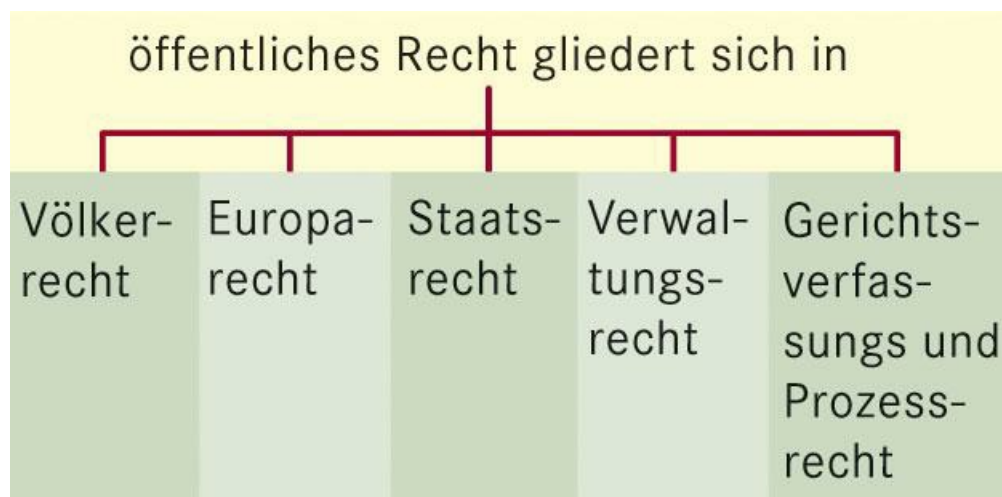 öffentliches Recht gliedert sich in
Völker-
recht
Europa-
recht
Staats-
recht
Verwal-
tungs-
recht
Gerichts-
verfas-
sungs und
Prozess-
recht